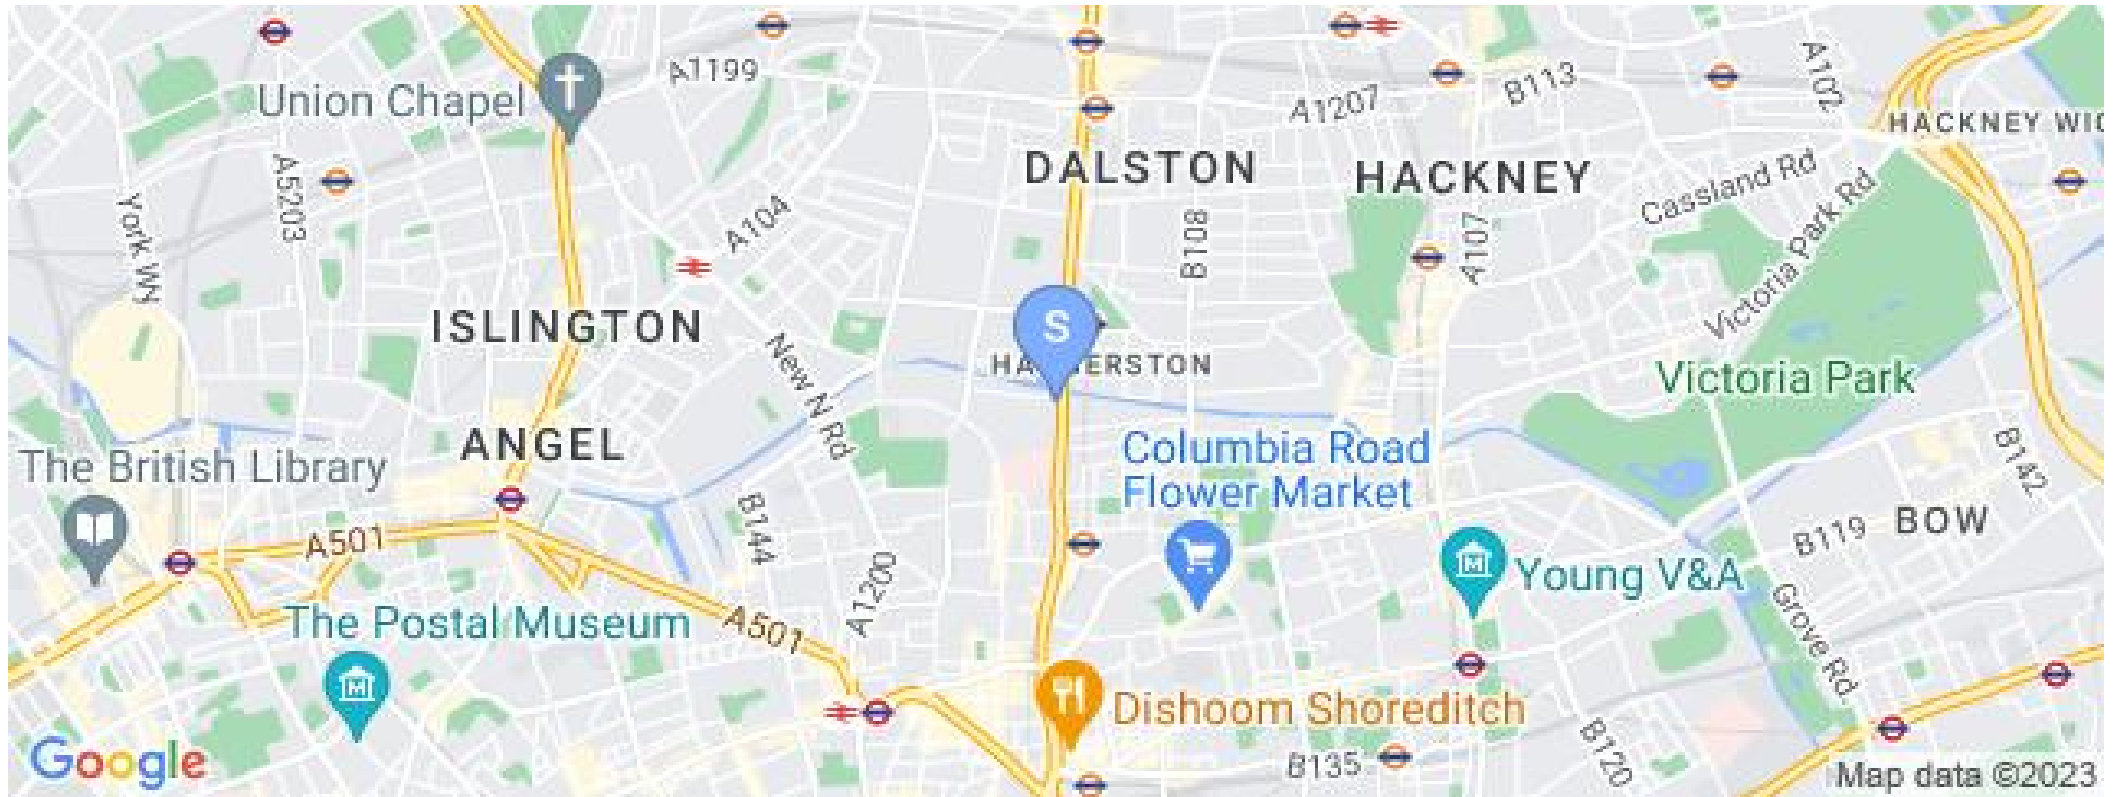 Union Chapel
A1199
A1207
B113
A102
HACKNEY WIC
DALSTON
HACKNEY
A5203
York Wy
A104
B108
A107
Cassland Rd
Victoria Park Rd
ISLINGTON
S
New N Rd
Victoria Park
ANGEL
The British Library
Columbia Road
Flower Market
B142
A501
B144
A1200
B119
BOW
Young V&A
The Postal Museum
A501
Grove Rd
M
M
Dishoom Shoreditch
B135
B120
Google
Map data ©2023